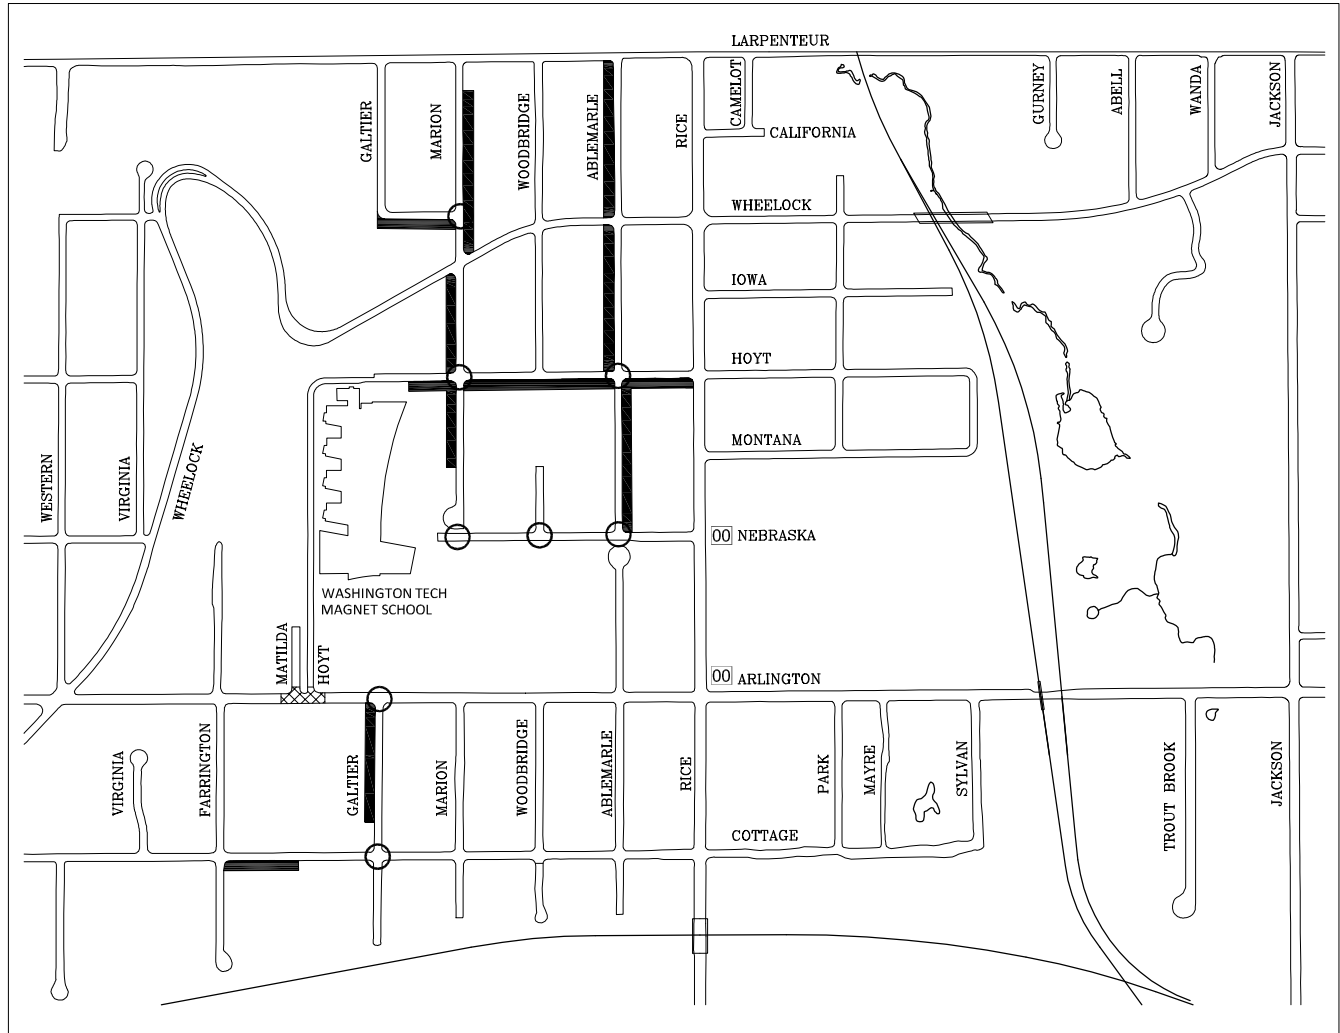 LARPENTEUR
GALTIER
MARION
WOODBRIDGE
ABLEMARLE
RICE
CAMELOT
CALIFORNIA
GURNEY
ABELL
WANDA
JACKSON
WHEELOCK
IOWA
HOYT
MONTANA
WESTERN
VIRGINIA
WHEELOCK
00 NEBRASKA
WASHINGTON TECH
MAGNET SCHOOL
MATILDA
HOYT
00 ARLINGTON
VIRGINIA
FARRINGTON
GALTIER
MARION
WOODBRIDGE
ABLEMARLE
RICE
PARK
MAYRE
SYLVAN
TROUT BROOK
JACKSON
COTTAGE